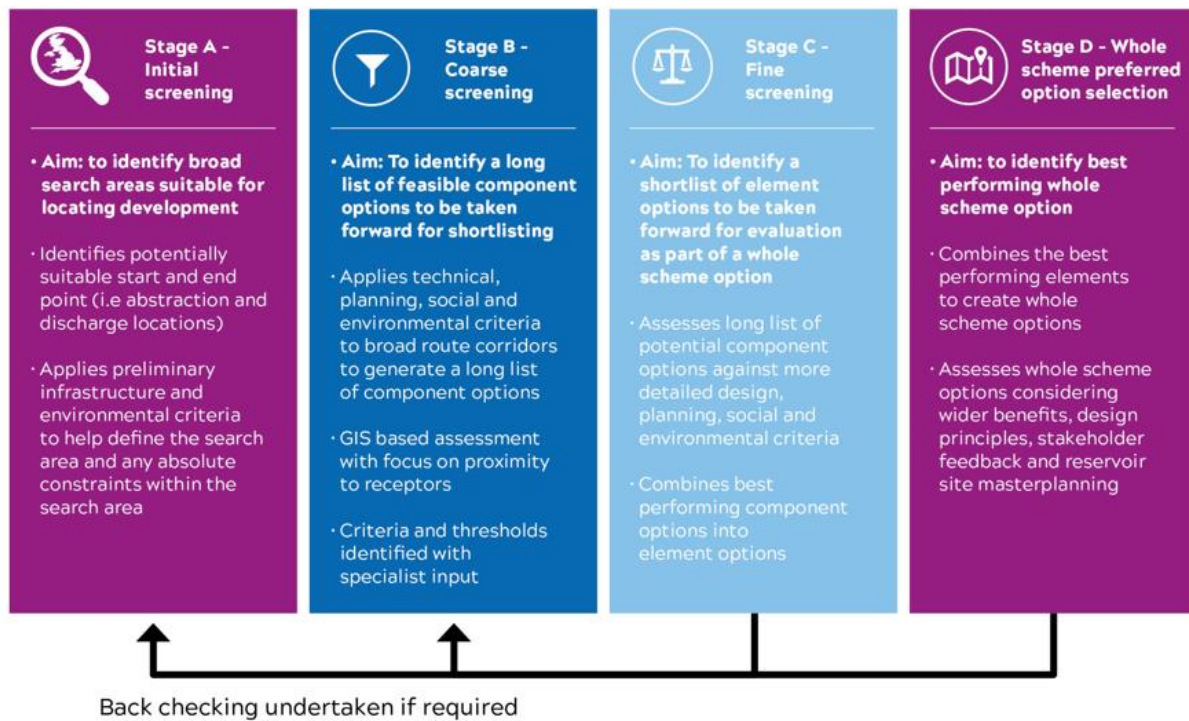 Stage A -
Initial
screening
• Aim: to identify broad
search areas suitable for
locating development
· Identifies potentially
suitable start and end
point (i.e abstraction and
discharge locations)
· Applies preliminary
infrastructure and
environmental criteria
to help define the search
area and any absolute
constraints within the
search area
Stage B -
Coarse
screening
• Aim: To identify a long
list of feasible component
options to be taken
forward for shortlisting
· Applies technical,
planning, social and
environmental criteria
to broad route corridors
to generate a long list
of component options
· GIS based assessment
with focus on proximity
to receptors
· Criteria and thresholds
identified with
specialist input
Stage C -
Fine
screening
• Aim: To identify a
shortlist of element
options to be taken
forward for evaluation
as part of a whole
scheme option
· Assesses long list of
potential component
options against more
detailed design,
planning, social and
environmental criteria
· Combines best
performing component
options into
element options
Stage D - Whole
scheme preferred
option selection
• Aim: to identify best
performing whole
scheme option
· Combines the best
performing elements
to create whole
scheme options
· Assesses whole scheme
options considering
wider benefits, design
principles, stakeholder
feedback and reservoir
site masterplanning
Back checking undertaken if required